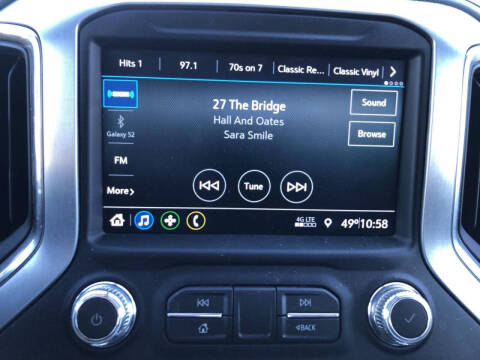 Hits 1 97.1 70s on 7 Classic Re... Classic Vinyl
27 The Bridge
Hall And Oates
Sara Smile
Sound
Browse
Galaxy S2
FM
More
Tune
4G LTE
49° 10:58
BACK